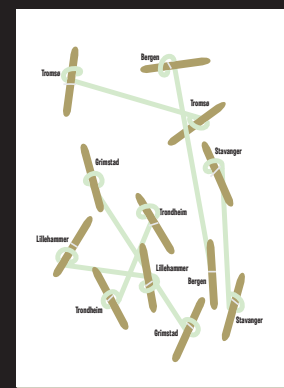 Bergen
Tromsø
Tromsø
Stavanger
Grimstad
Trondheim
Lillehammer
Lillehammer
Bergen
Trondheim
Stavanger
Grimstad